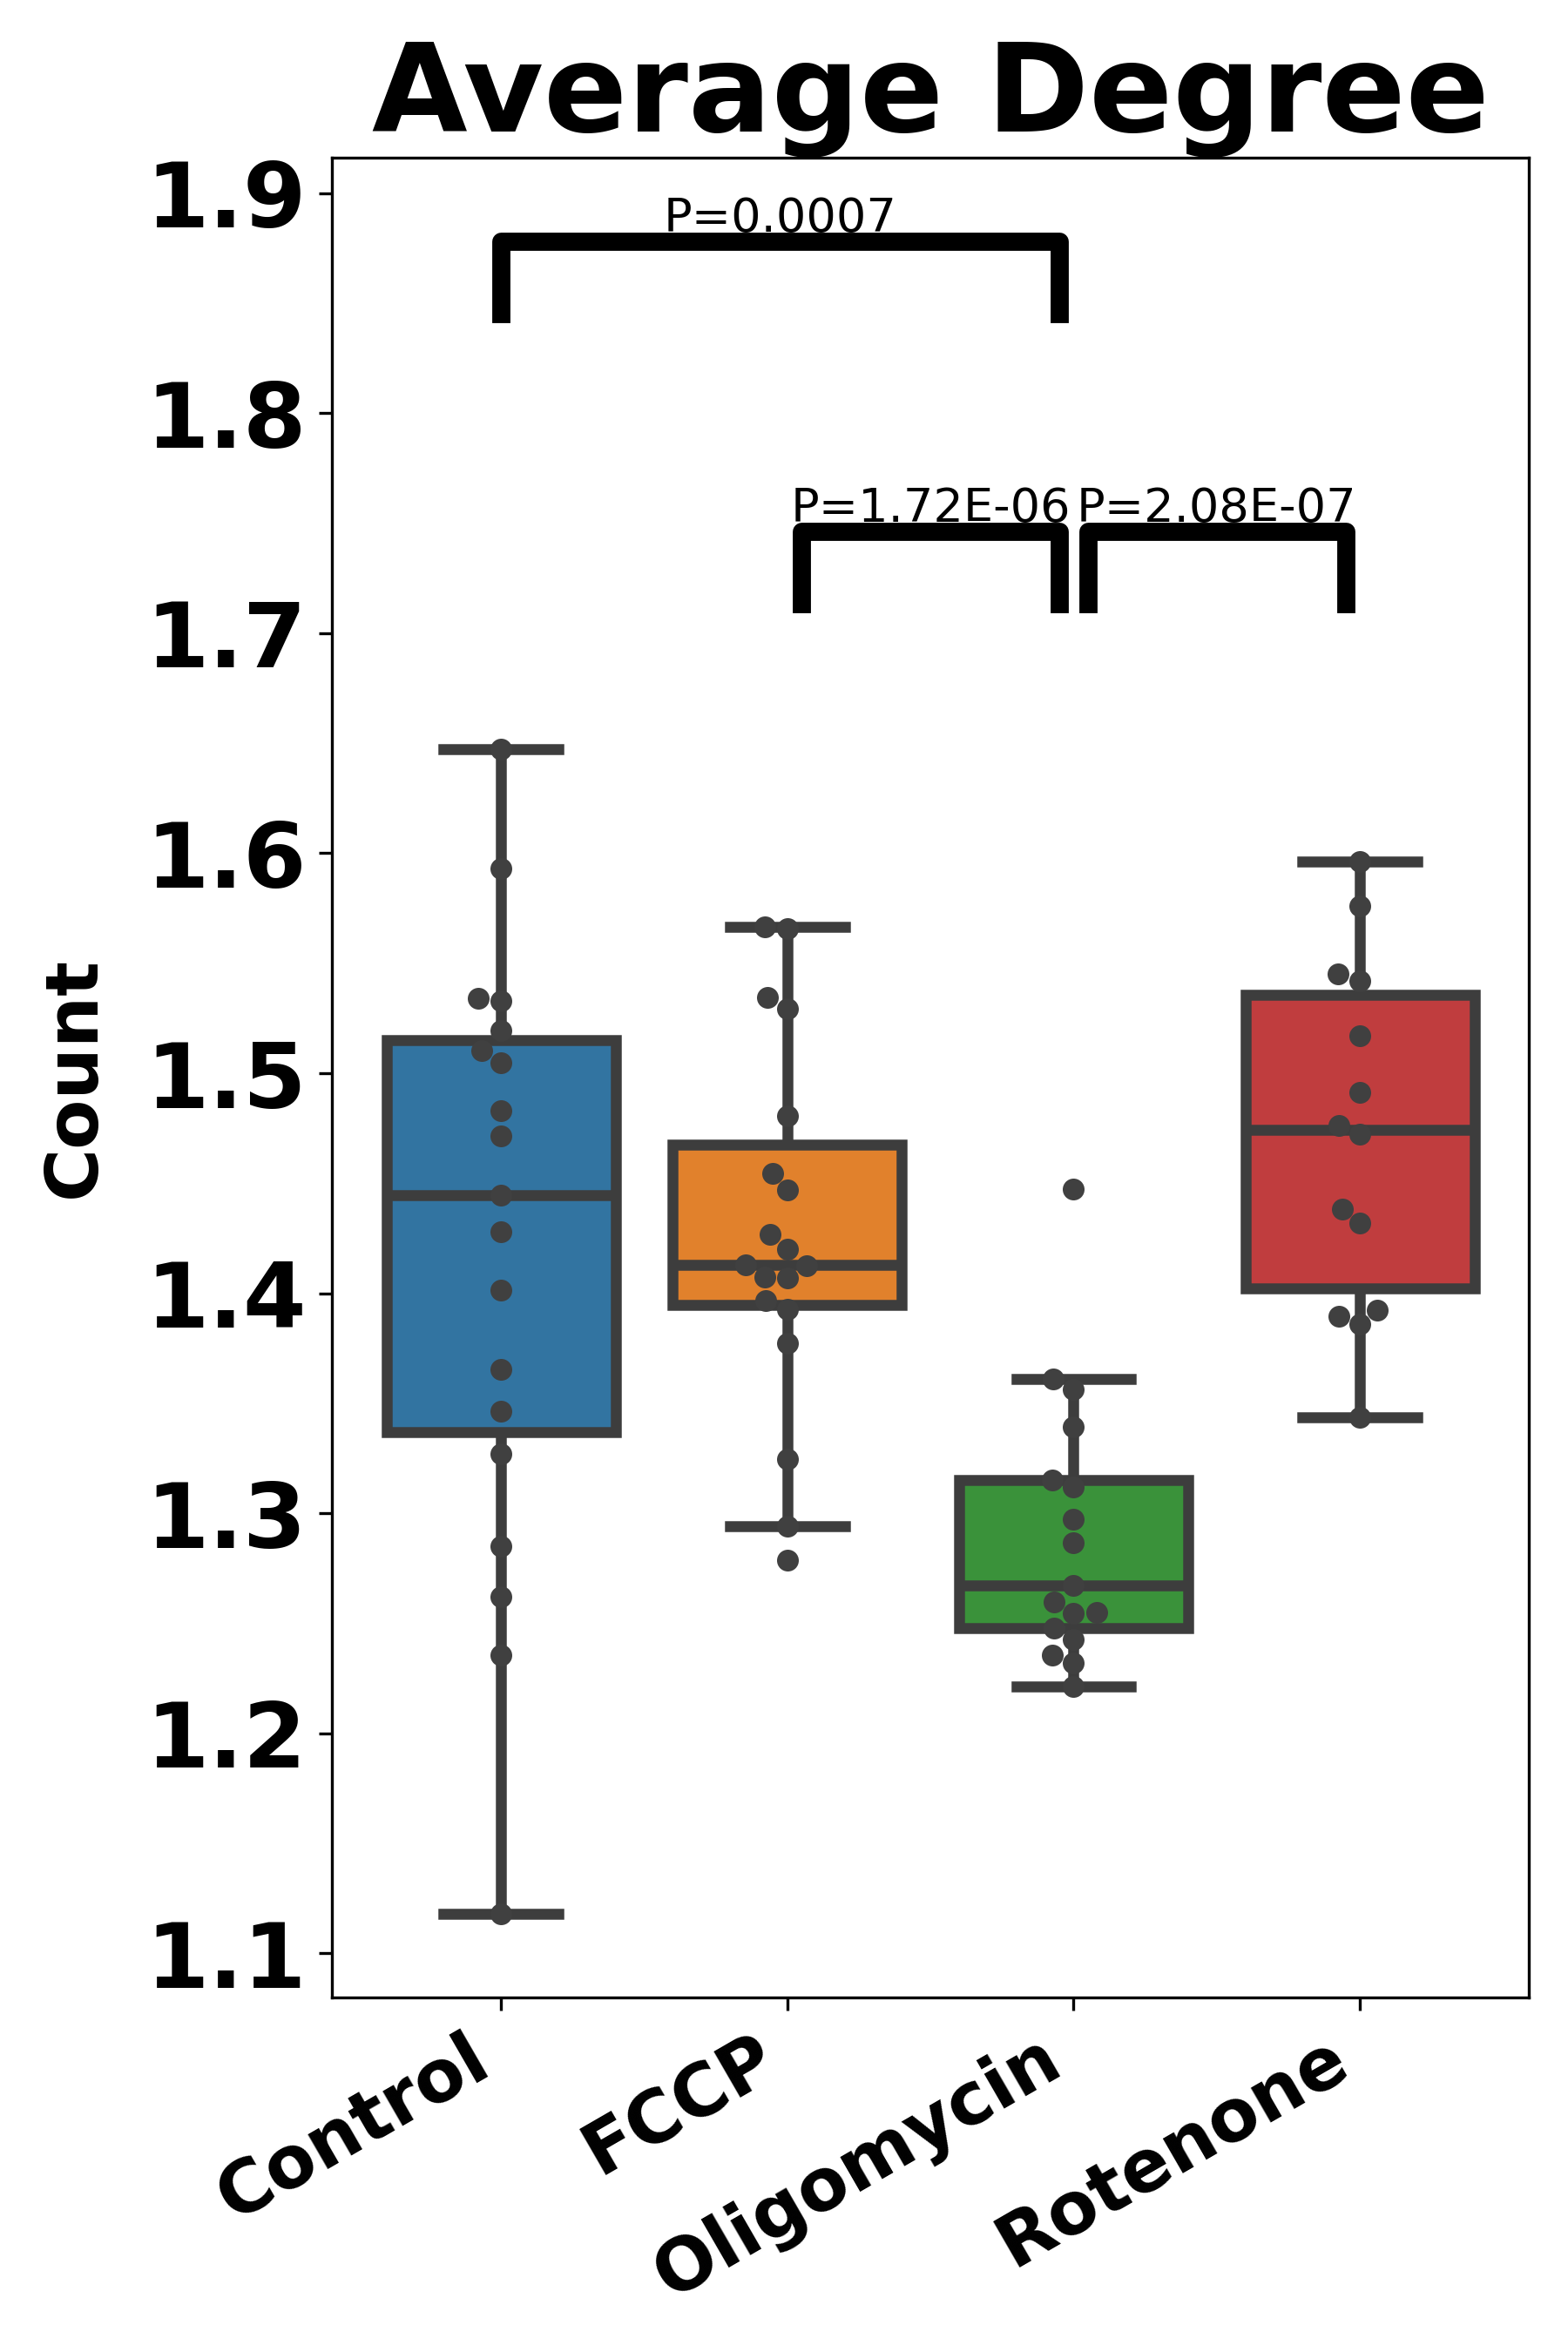 Average Degree
P=0.0007
P=1.72E-06 P=2.08E-07
Count
1.9
1.8
1.7
1.6
1.5
1.4
1.3
1.2
1.1
Control
FCCP
Oligomycin
Rotenone